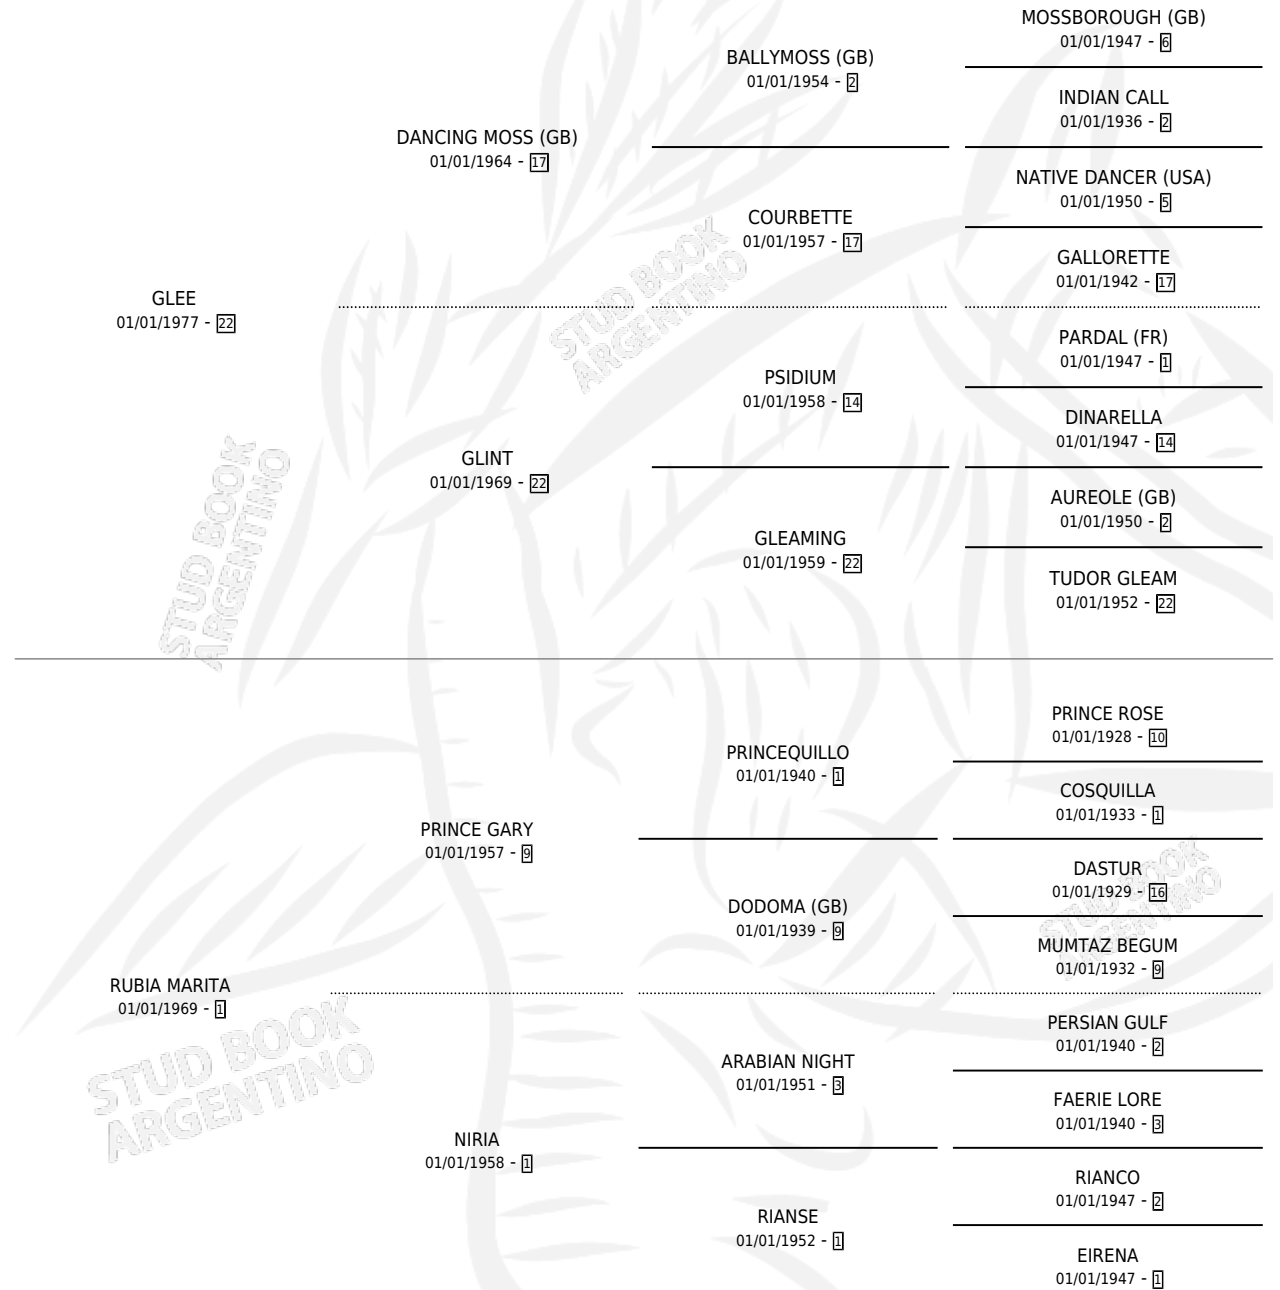 MOSSBOROUGH (GB)
01/01/1947 - 6
BALLYMOSS (GB)
01/01/1954 - 2
INDIAN CALL
01/01/1936 - 2
DANCING MOSS (GB)
01/01/1964 - 17
NATIVE DANCER (USA)
01/01/1950 - 5
COURBETTE
01/01/1957 - 17
GALLORETTE
01/01/1942 - 17
GLEE
01/01/1977 - 22
PARDAL (FR)
01/01/1947 - 1
PSIDIUM
01/01/1958 - 14
DINARELLA
01/01/1947 - 14
GLINT
01/01/1969 - 22
AUREOLE (GB)
01/01/1950 - 2
GLEAMING
01/01/1959 - 22
TUDOR GLEAM
01/01/1952 - 22
PRINCE ROSE
01/01/1928 - 10
PRINCEQUILLO
01/01/1940 - 1
COSQUILLA
01/01/1933 - 1
PRINCE GARY
01/01/1957 - 9
DASTUR
01/01/1929 - 16
DODOMA (GB)
01/01/1939 - 9
MUMTAZ BEGUM
01/01/1932 - 9
RUBIA MARITA
01/01/1969 - 1
PERSIAN GULF
01/01/1940 - 2
ARABIAN NIGHT
01/01/1951 - 3
FAERIE LORE
01/01/1940 - 3
NIRIA
01/01/1958 - 1
RIANCO
01/01/1947 - 2
RIANSE
01/01/1952 - 1
EIRENA
01/01/1947 - 1
STUD BOOK
ARGENTINO
STUD BOOK
ARGENTINO
STUD BOOK
ARGENTINO
STUD BOOK
ARGENTINO